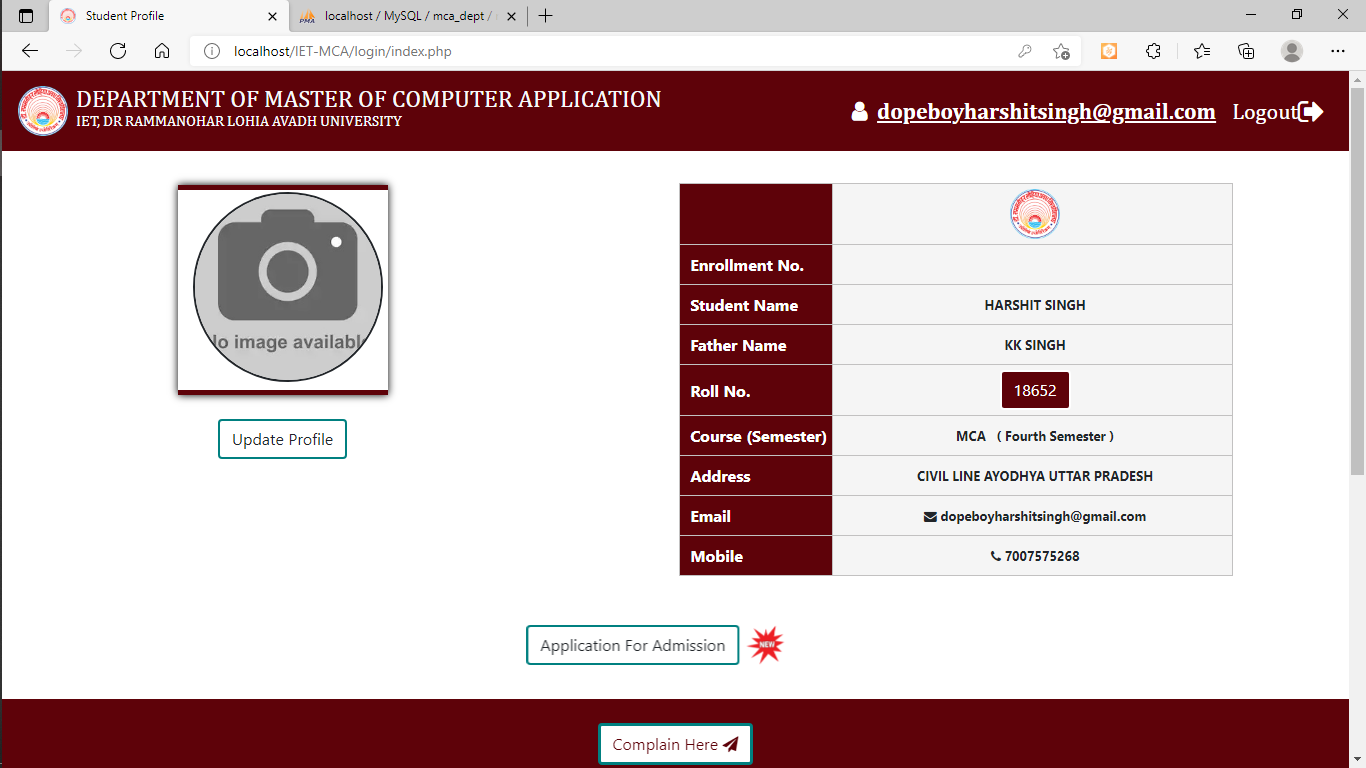 Student Profile
localhost / MySQL / mca_dept /
localhost/IET-MCA/login/index.php
DEPARTMENT OF MASTER OF COMPUTER APPLICATION
IET, DR RAMMANOHAR LOHIA AVADH UNIVERSITY
dopeboyharshitsingh@gmail.com Logout
No image available
Update Profile
Enrollment No.
Student Name HARSHIT SINGH
Father Name KK SINGH
Roll No. 18652
Course (Semester) MCA ( Fourth Semester )
Address CIVIL LINE AYODHYA UTTAR PRADESH
Email dopeboyharshitsingh@gmail.com
Mobile 7007575268
Application For Admission NEW
Complain Here